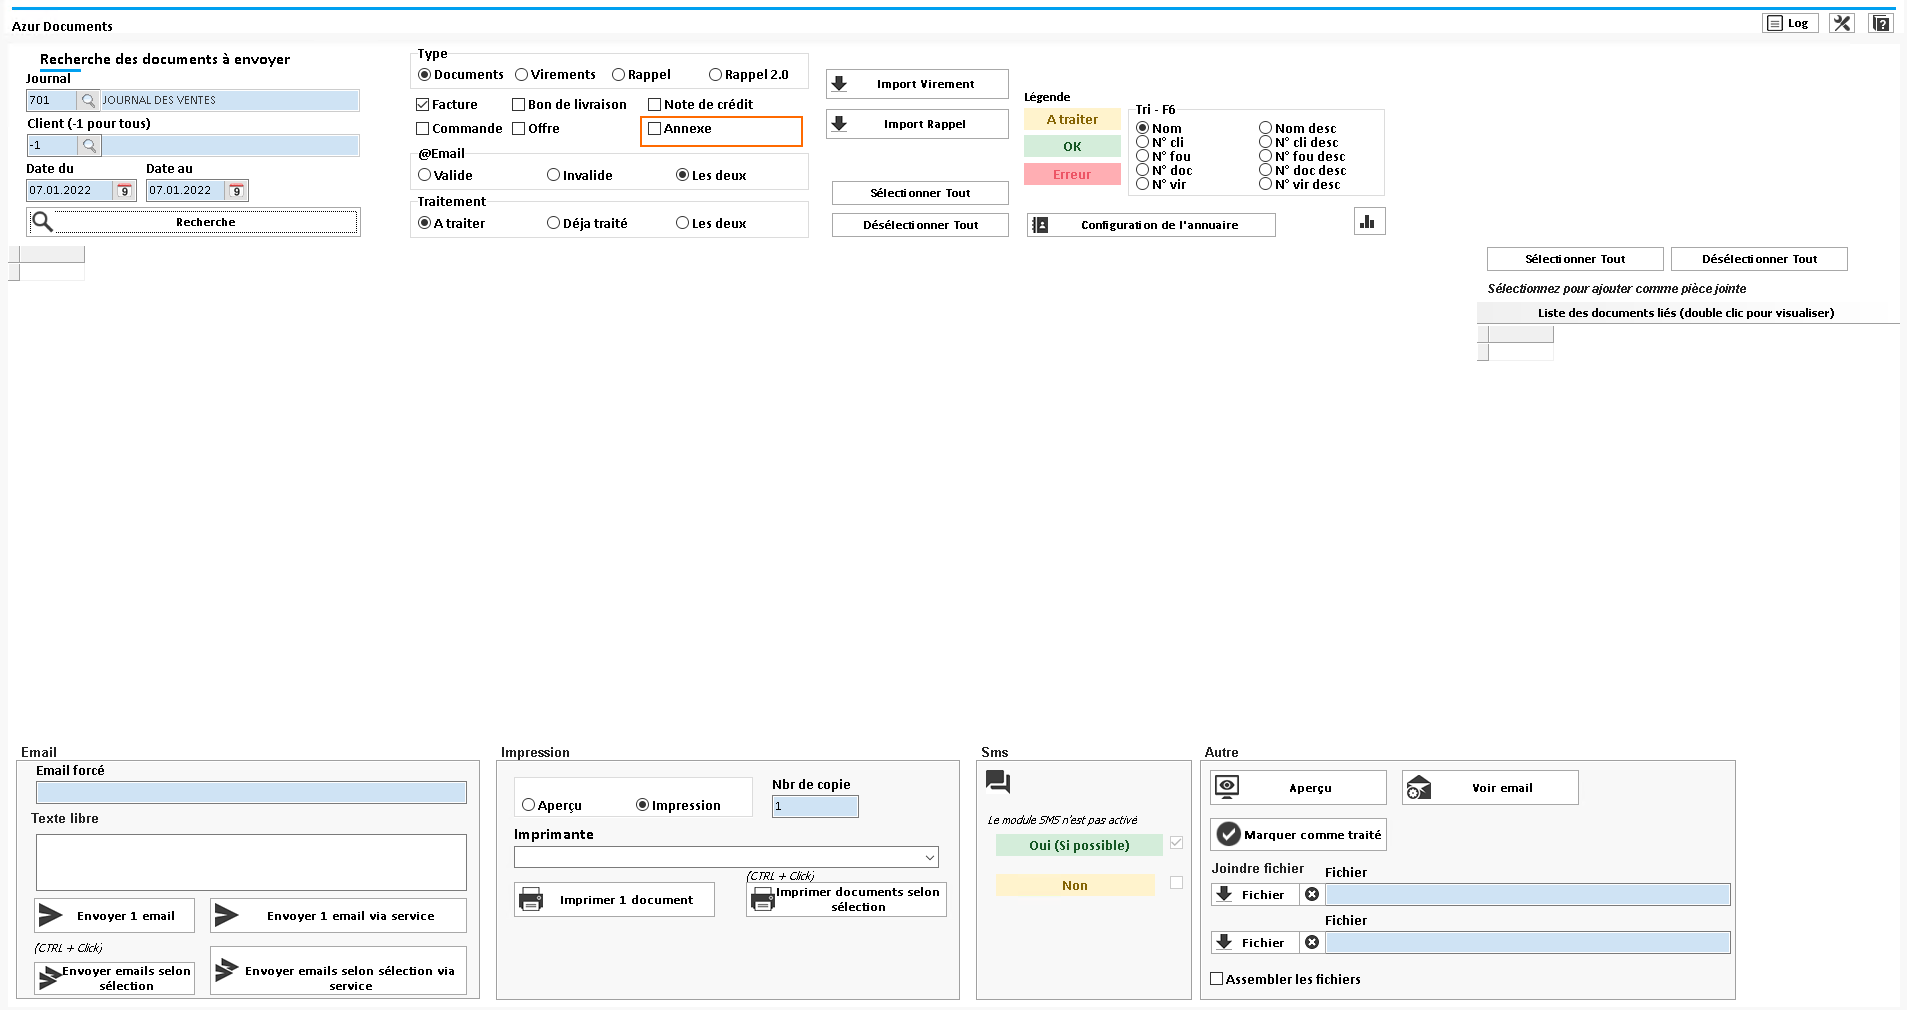 Azur Documents
Log
Recherche des documents à envoyer
Journal
701
JOURNAL DES VENTES
Client (-1 pour tous)
-1
Date du
Date au
07.01.2022
9
07.01.2022
9
Recherche
Type
Documents
Virements
Rappel
Rappel 2.0
Facture
Bon de livraison
Note de crédit
Commande
Offre
Annexe
@Email
Valide
Invalide
Les deux
Traitement
A traiter
Déja traité
Les deux
Import Virement
Import Rappel
Sélectionner Tout
Désélectionner Tout
Légende
A traiter
OK
Erreur
Tri - F6
Nom
Nom desc
N° cli
N° cli desc
N° fou
N° fou desc
N° doc
N° doc desc
N° vir
N° vir desc
Configuration de l'annuaire
Sélectionner Tout
Désélectionner Tout
Sélectionnez pour ajouter comme pièce jointe
Liste des documents liés (double clic pour visualiser)
Email
Email forcé
Texte libre
Envoyer 1 email
Envoyer 1 email via service
(CTRL + Click)
Envoyer emails selon
sélection
Envoyer emails selon sélection via
service
Impression
Aperçu
Impression
Nbr de copie
1
Imprimante
Imprimer 1 document
(CTRL + Click)
Imprimer documents selon
sélection
Sms
Le module SMS n'est pas activé
Oui (Si possible)
Non
Autre
Aperçu
Voir email
Marquer comme traité
Joindre fichier
Fichier
Fichier
Fichier
Fichier
Assembler les fichiers